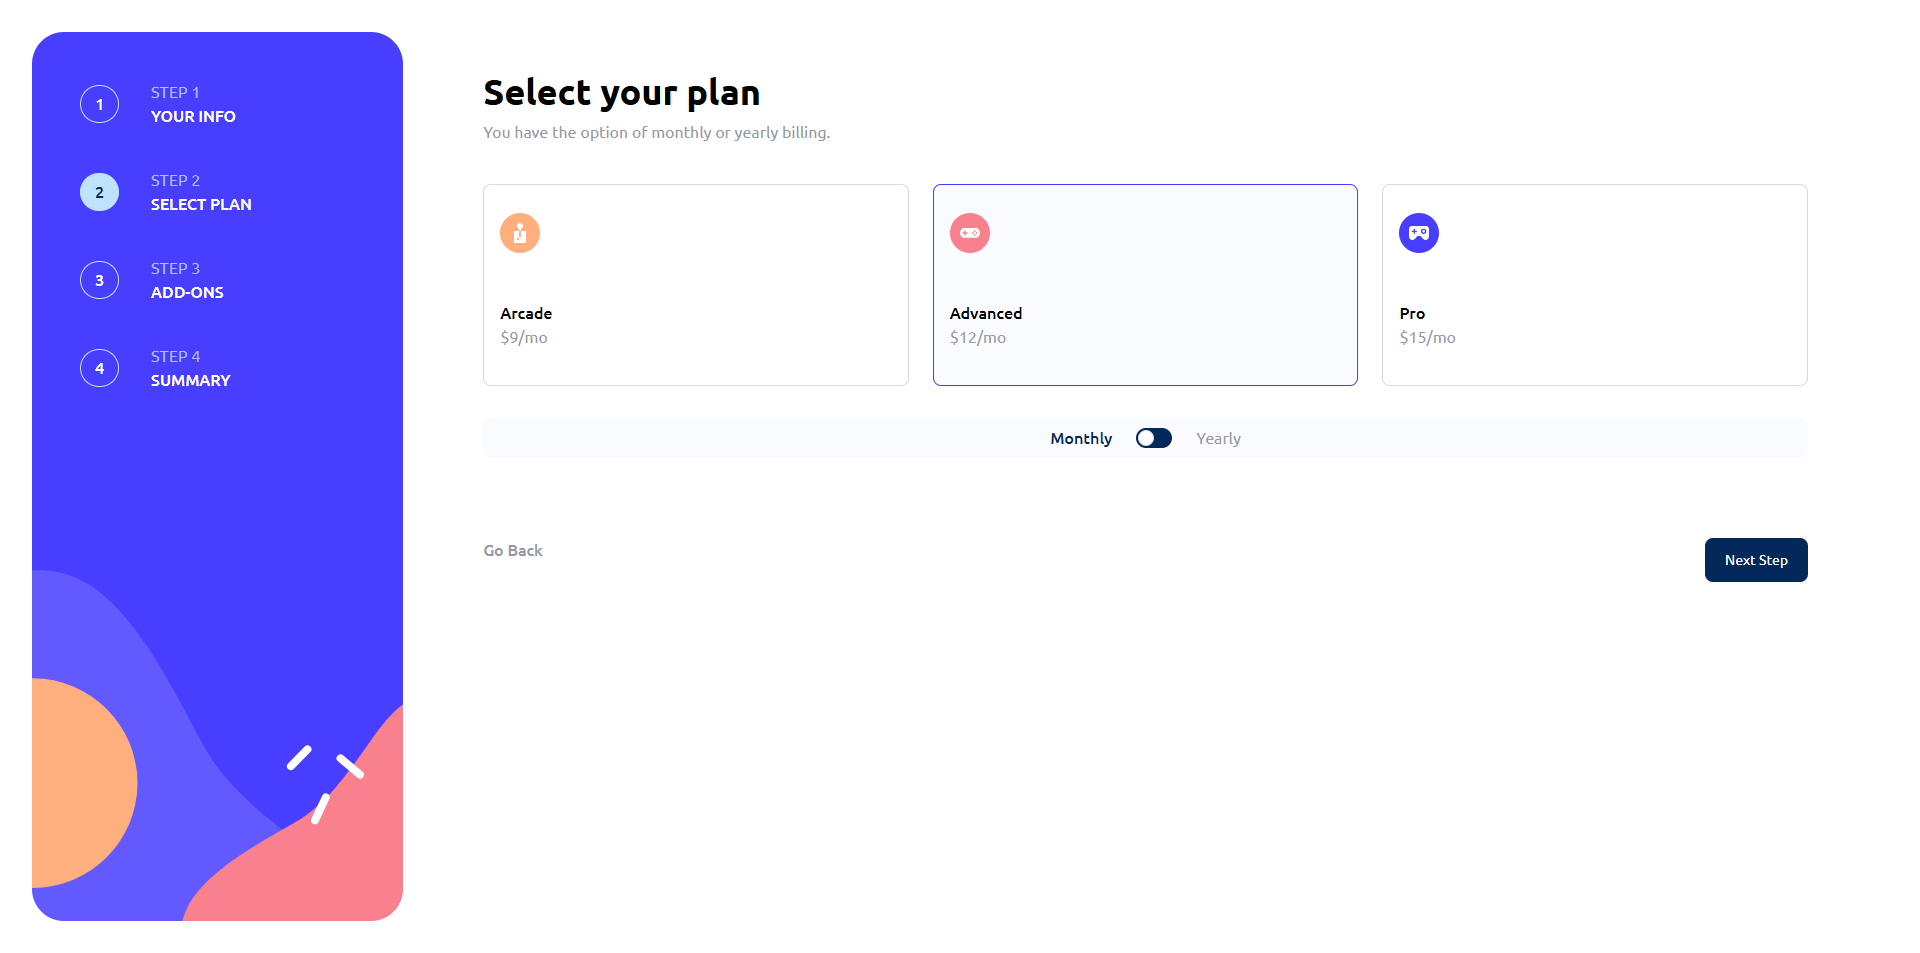 1
STEP 1
YOUR INFO
2
STEP 2
SELECT PLAN
3
STEP 3
ADD-ONS
4
STEP 4
SUMMARY
Select your plan
You have the option of monthly or yearly billing.
Arcade
$9/mo
Advanced
$12/mo
Pro
$15/mo
Monthly Yearly
Go Back
Next Step